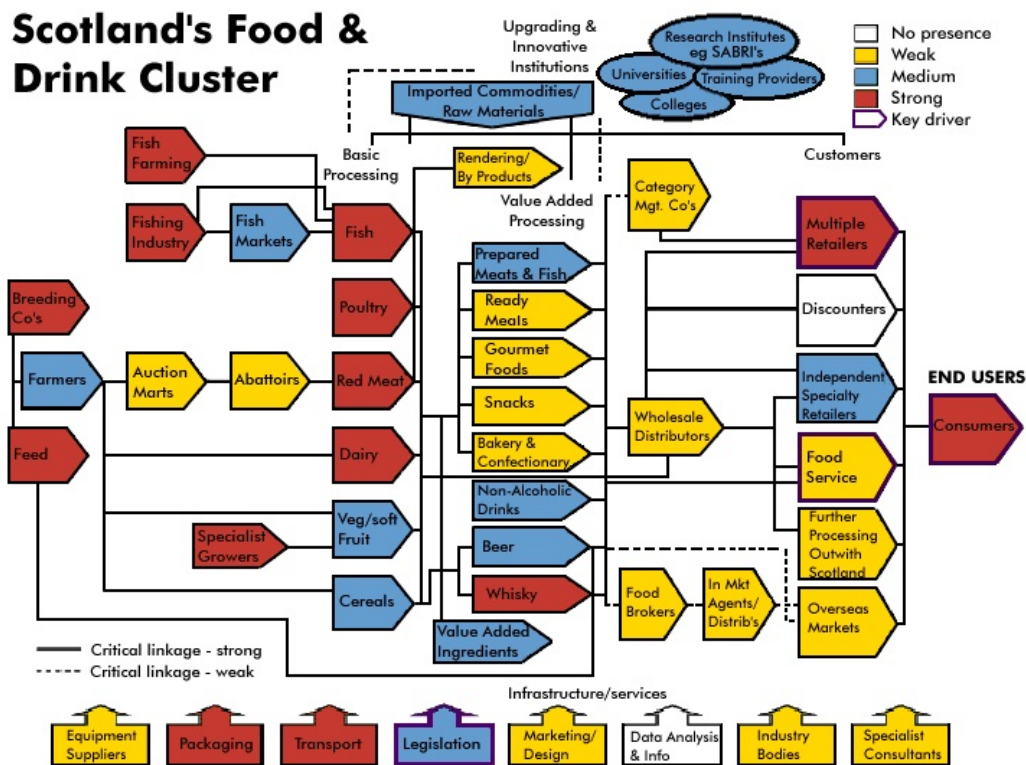 Scotland's Food &
Drink Cluster
Upgrading &
Innovative
Institutions
Research Institutes
eg SABRI's
Universities
Training Providers
Colleges
No presence
Weak
Medium
Strong
Key driver
Imported Commodities/
Raw Materials
Basic
Processing
Customers
Rendering/
By Products
Value Added
Processing
Fish
Farming
Fishing
Industry
Fish
Markets
Fish
Category
Mgt. Co's
Multiple
Retailers
Prepared
Meats & Fish
Breeding
Co's
Poultry
Ready
Meals
Discounters
Farmers
Auction
Marts
Abattoirs
Red Meat
Gourmet
Foods
Independent
Specialty
Retailers
END USERS
Consumers
Snacks
Wholesale
Distributors
Feed
Dairy
Bakery &
Confectionary
Food
Service
Non-Alcoholic
Drinks
Specialist
Growers
Veg/soft
Fruit
Beer
Further
Processing
Outwith
Scotland
Cereals
Whisky
Food
Brokers
In Mkt
Agents/
Distrib's
Overseas
Markets
Value Added
Ingredients
Critical linkage - strong
Critical linkage - weak
Infrastructure/services
Equipment
Suppliers
Packaging
Transport
Legislation
Marketing/
Design
Data Analysis
& Info
Industry
Bodies
Specialist
Consultants